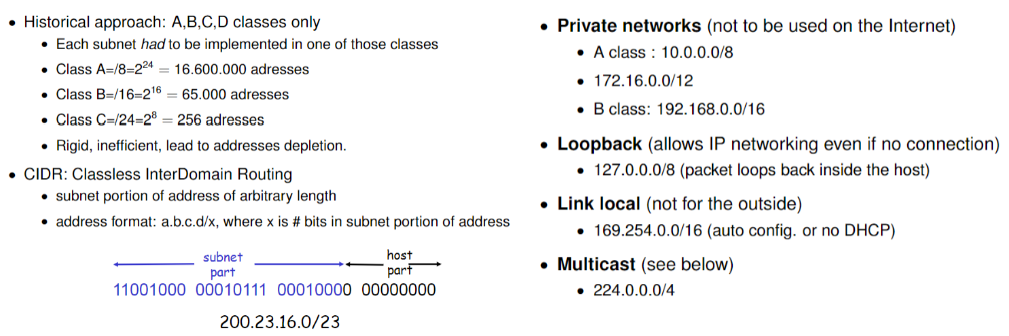 • Historical approach: A,B,C,D classes only
• Each subnet had to be implemented in one of those classes
• Class A=/8=2²⁴ = 16.600.000 adresses
• Class B=/16=2¹⁶ = 65.000 adresses
• Class C=/24=2⁸ = 256 adresses
• Rigid, inefficient, lead to addresses depletion.
• CIDR: Classless InterDomain Routing
• subnet portion of address of arbitrary length
• address format: a.b.c.d/x, where x is # bits in subnet portion of address
subnet part
host part
11001000 00010111 00010000 00000000
200.23.16.0/23
• Private networks (not to be used on the Internet)
• A class : 10.0.0.0/8
• 172.16.0.0/12
• B class: 192.168.0.0/16
• Loopback (allows IP networking even if no connection)
• 127.0.0.0/8 (packet loops back inside the host)
• Link local (not for the outside)
• 169.254.0.0/16 (auto config. or no DHCP)
• Multicast (see below)
• 224.0.0.0/4